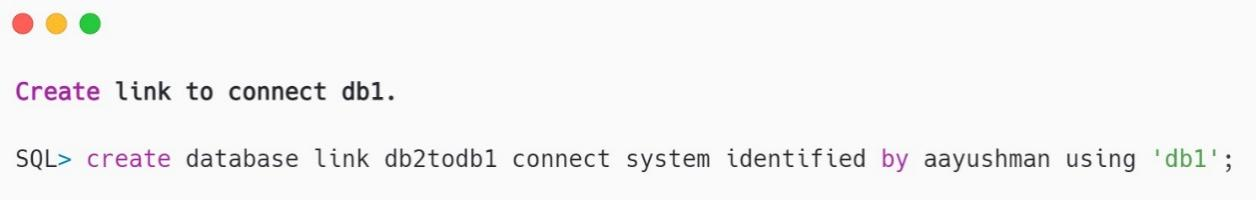 Create link to connect db1.
SQL> create database link db2todb1 connect system identified by aayushman using 'db1';